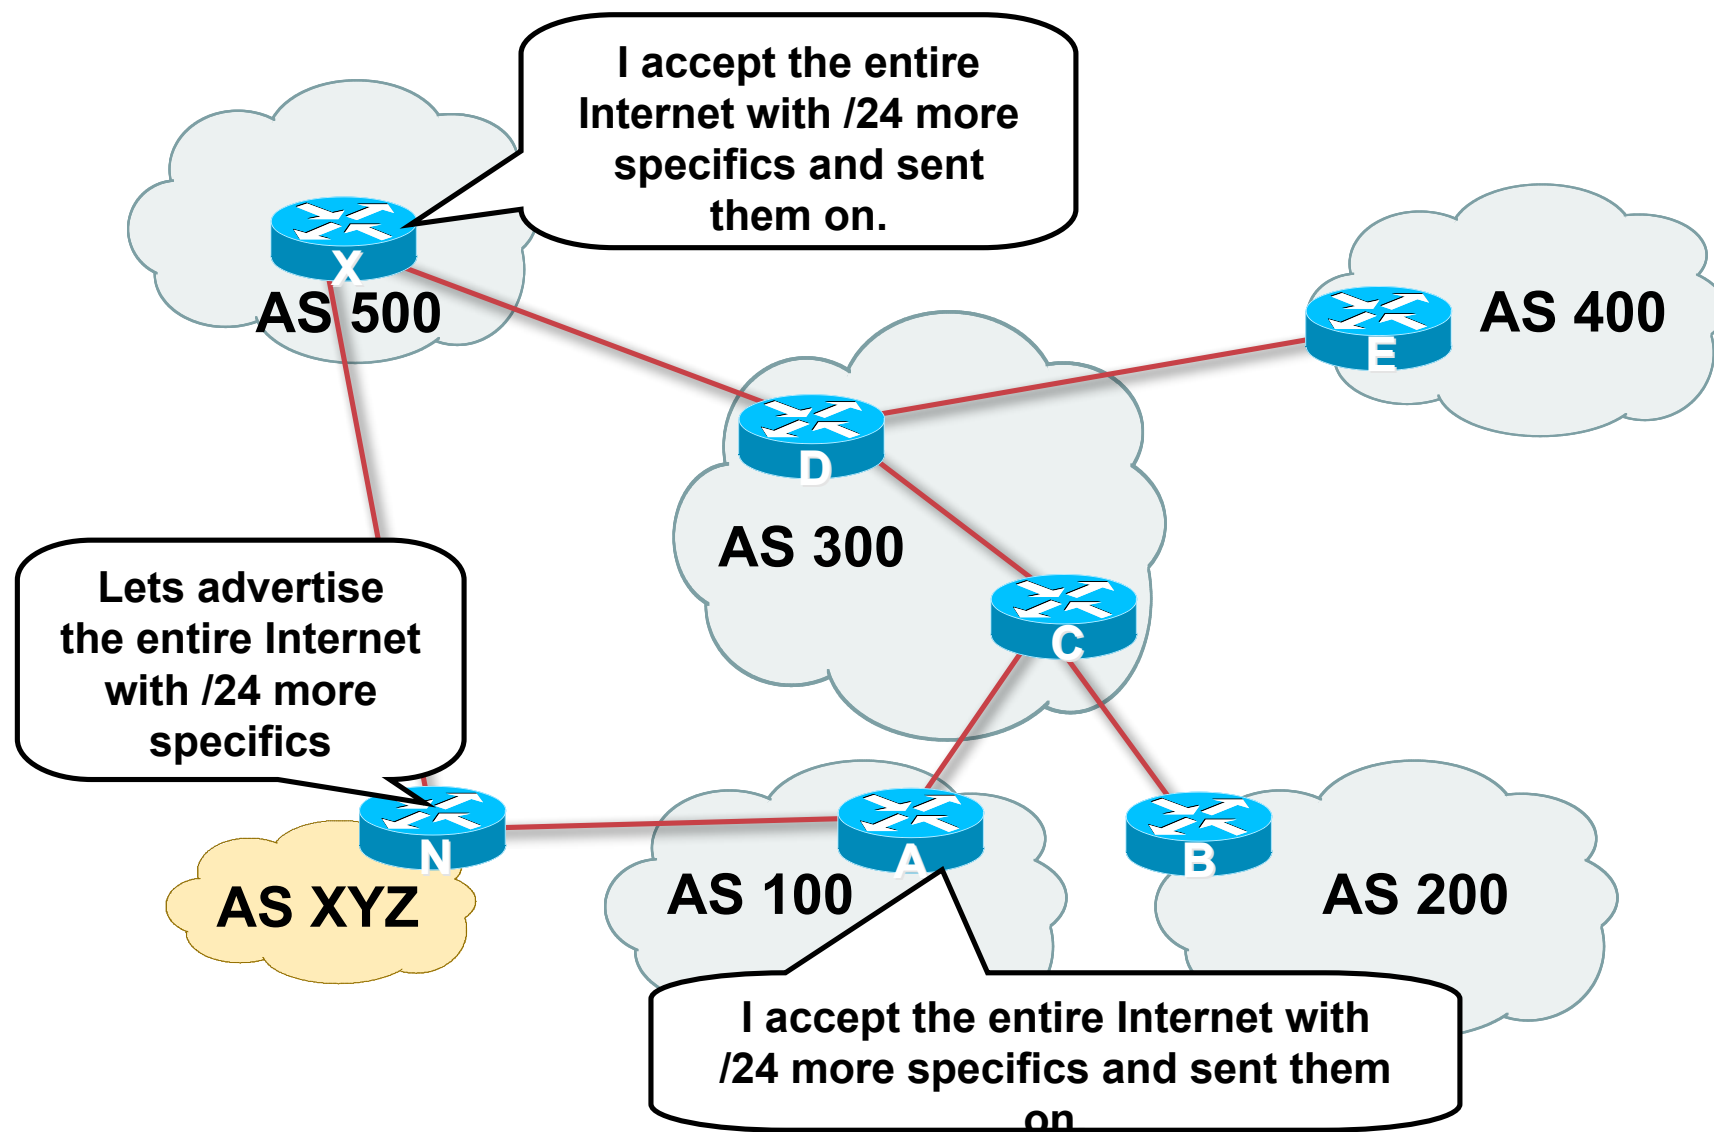 I accept the entire
Internet with /24 more
specifics and sent
them on.
X
AS 500
E
AS 400
D
AS 300
Lets advertise
the entire Internet
with /24 more
specifics
C
N
AS XYZ
A
AS 100
B
AS 200
I accept the entire Internet with
/24 more specifics and sent them
on